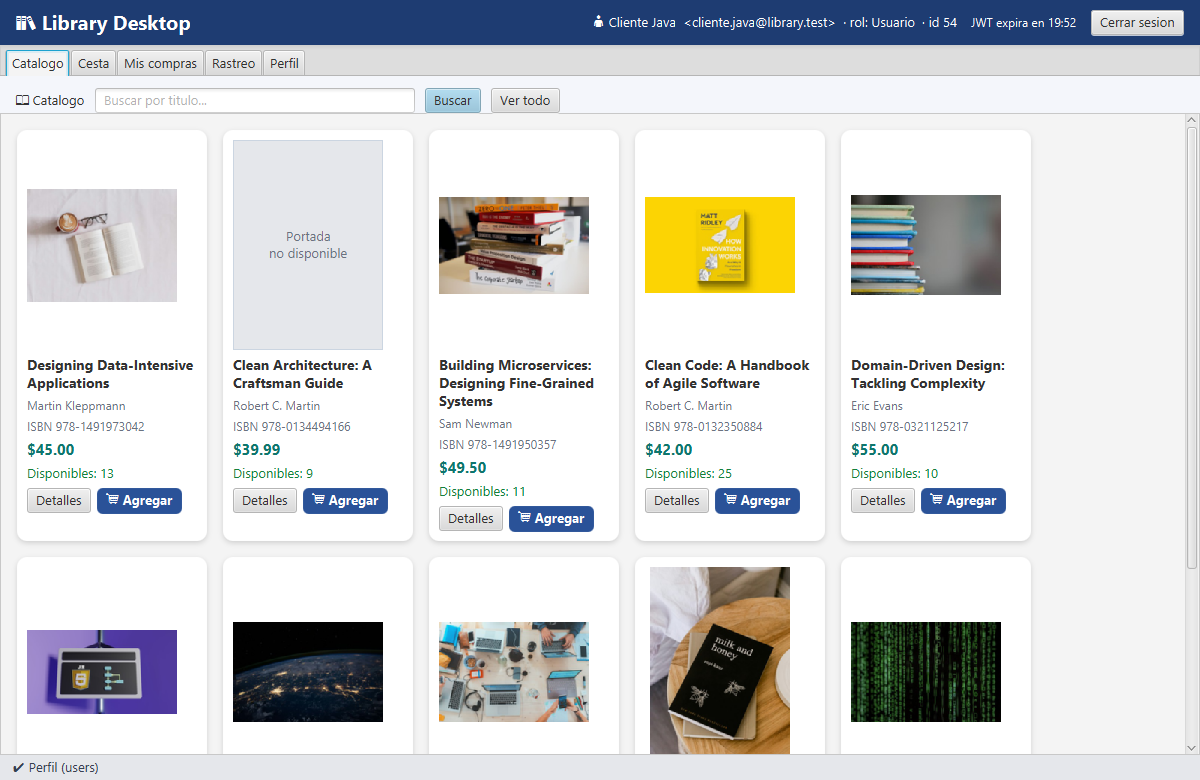 Library Desktop
Cliente Java <cliente.java@library.test> · rol: Usuario · id 54
JWT expira en 19:52
Cerrar sesion
Catalogo
Cesta
Mis compras
Rastreo
Perfil
Catalogo
Buscar por titulo...
Buscar
Ver todo
Portada
no disponible
MATT
RIDLEY
HOW
INNOVATION
WORKS
Designing Data-Intensive
Applications
Martin Kleppmann
ISBN 978-1491973042
$45.00
Disponibles: 13
Detalles
Agregar
Clean Architecture: A
Craftsman Guide
Robert C. Martin
ISBN 978-0134494166
$39.99
Disponibles: 9
Detalles
Agregar
Building Microservices:
Designing Fine-Grained
Systems
Sam Newman
ISBN 978-1491950357
$49.50
Disponibles: 11
Detalles
Agregar
Clean Code: A Handbook
of Agile Software
Robert C. Martin
ISBN 978-0132350884
$42.00
Disponibles: 25
Detalles
Agregar
Domain-Driven Design:
Tackling Complexity
Eric Evans
ISBN 978-0321125217
$55.00
Disponibles: 10
Detalles
Agregar
milk and
honey
Perfil (users)